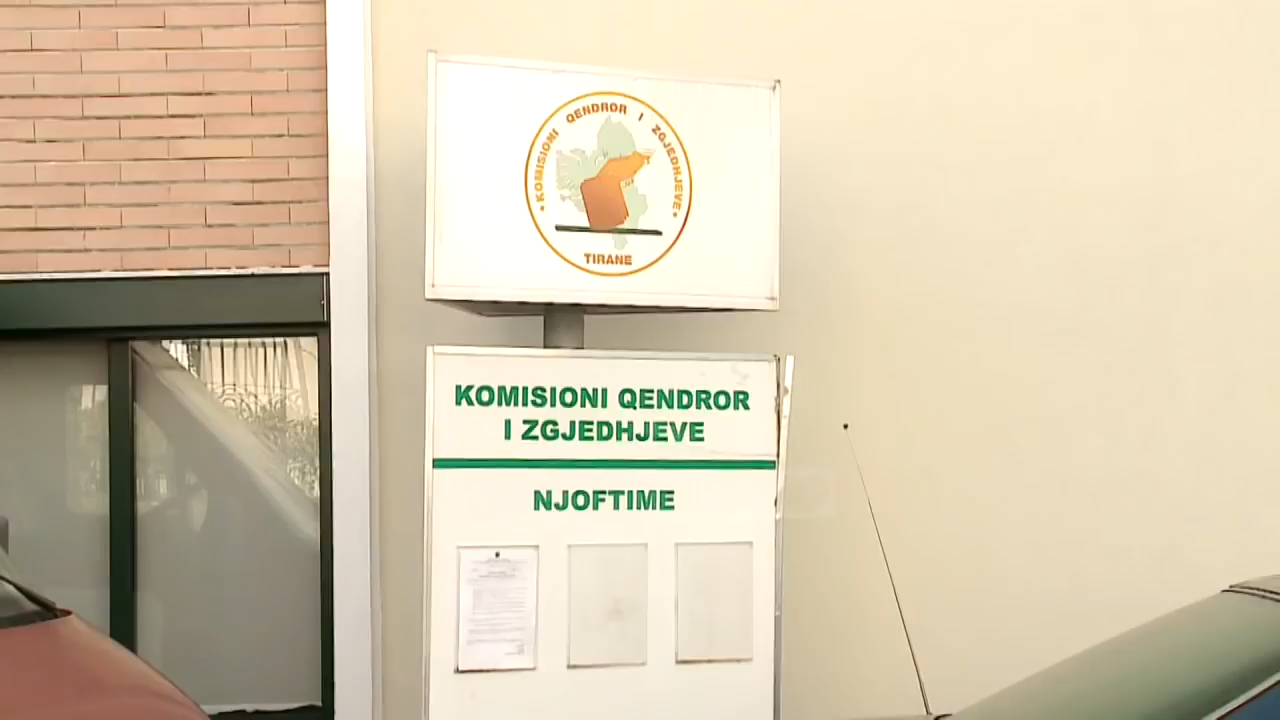 • KOMISIONI QENDROR I ZGJEDHJEVE •
TIRANE
KOMISIONI QENDROR
I ZGJEDHJEVE
NJOFTIME